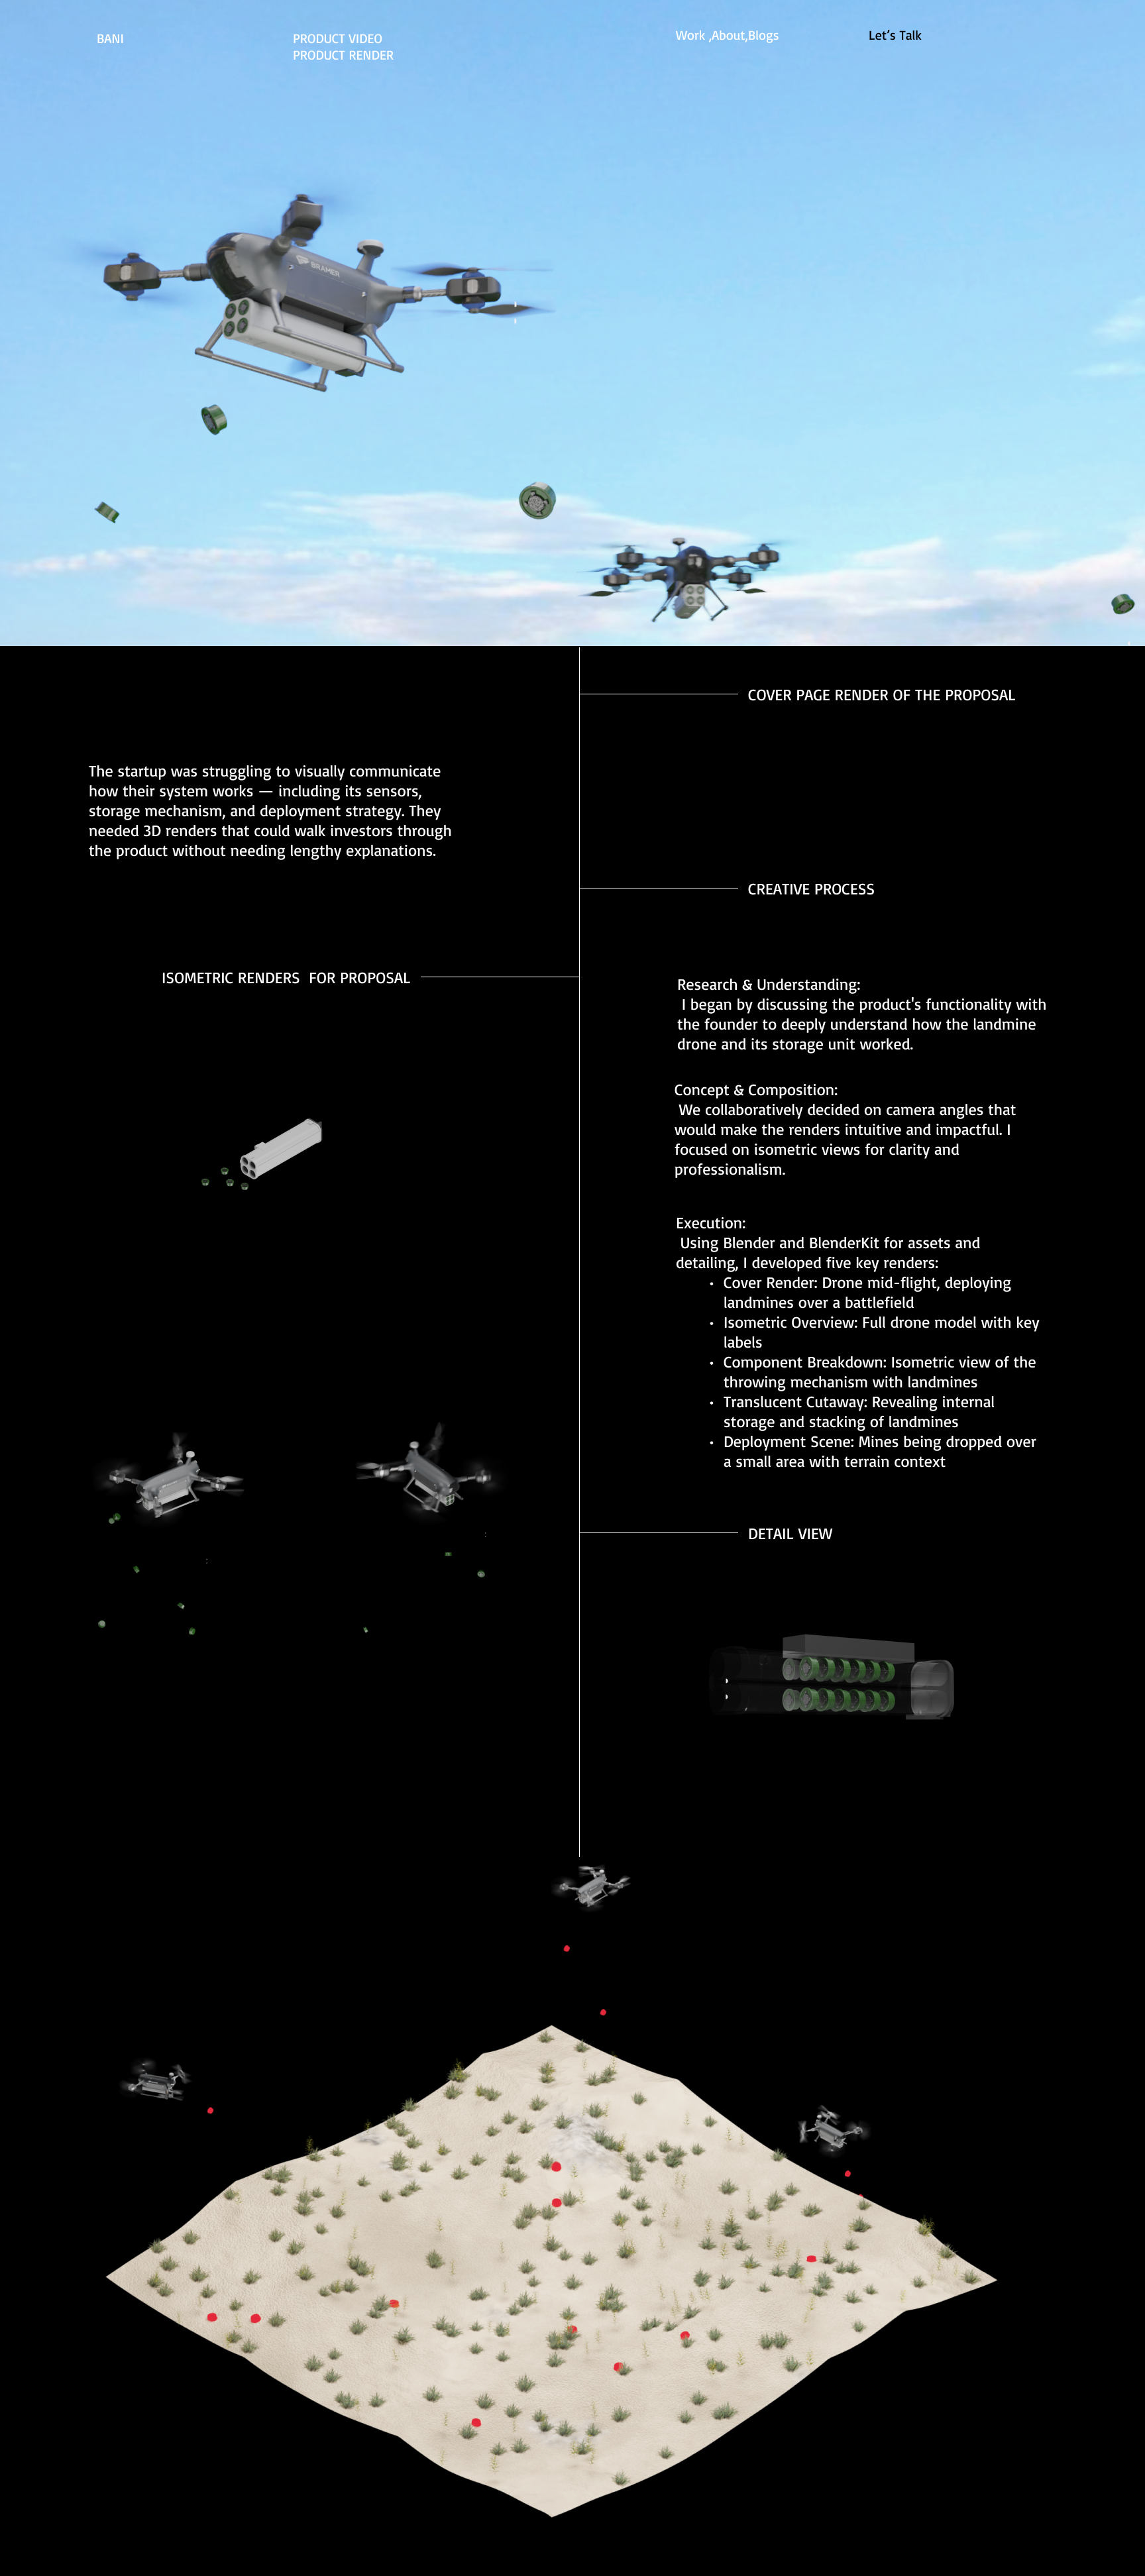 BANI
PRODUCT VIDEO
PRODUCT RENDER
Work ,About,Blogs
Let's Talk
BRAMER
COVER PAGE RENDER OF THE PROPOSAL
The startup was struggling to visually communicate
how their system works — including its sensors,
storage mechanism, and deployment strategy. They
needed 3D renders that could walk investors through
the product without needing lengthy explanations.
CREATIVE PROCESS
ISOMETRIC RENDERS  FOR PROPOSAL
Research & Understanding:
I began by discussing the product's functionality with
the founder to deeply understand how the landmine
drone and its storage unit worked.
Concept & Composition:
We collaboratively decided on camera angles that
would make the renders intuitive and impactful. I
focused on isometric views for clarity and
professionalism.
Execution:
Using Blender and BlenderKit for assets and
detailing, I developed five key renders:
• Cover Render: Drone mid-flight, deploying
landmines over a battlefield
• Isometric Overview: Full drone model with key
labels
• Component Breakdown: Isometric view of the
throwing mechanism with landmines
• Translucent Cutaway: Revealing internal
storage and stacking of landmines
• Deployment Scene: Mines being dropped over
a small area with terrain context
DETAIL VIEW